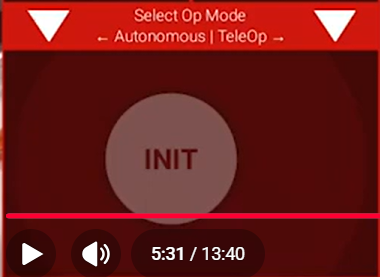 Select Op Mode
← Autonomous | TeleOp →
INIT
5:31 / 13:40